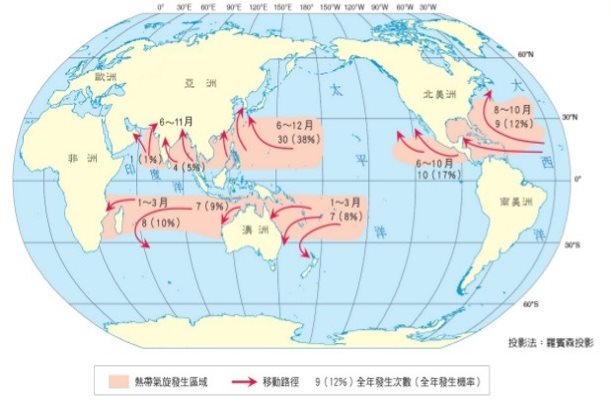 0° 30°E 60°E 90°E 120°E 150°E 180° 150°W 120°W 90°W 60°W 30°W
60°N
歐洲
亞洲
北美洲
大
太
8～10月
9 (12%)
30°N
6～11月
6～12月
30 (38%)
1 (1%)
4 (5%)
非洲
印度洋
平
6～10月
10 (17%)
西
0°
南美洲
1～3月
8 (10%)
7 (9%)
1～3月
7 (8%)
澳洲
洋
洋
30°S
60°S
投影法：羅賓森投影
熱帶氣旋發生區域
移動路徑
9 (12%) 全年發生次數 (全年發生機率)